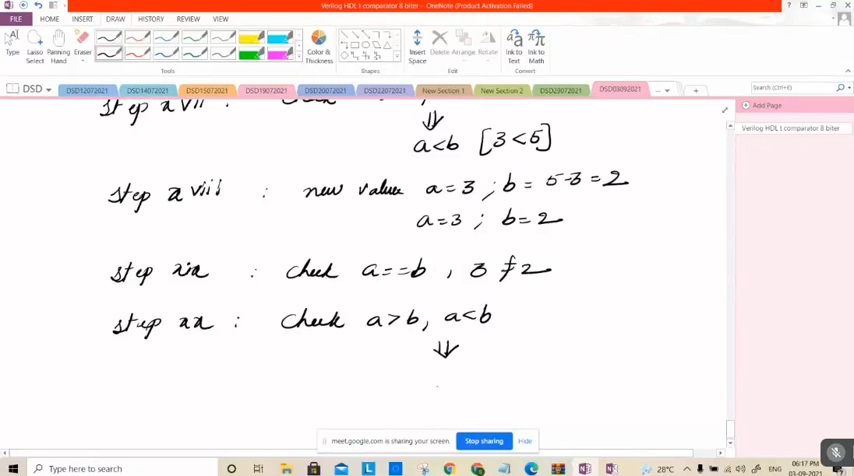 Verilog HDL t comparator 8 biter - OneNote (Product Activation Failed)
FILE HOME INSERT DRAW HISTORY REVIEW VIEW
Type Lasso Select Panning Hand Eraser Color & Thickness Insert Space Delete Arrange Rotate Ink to Text Ink to Math
Tools Shapes Edit Convert
DSD DSD12072021 DSD14072021 DSD15072021 DSD19072021 DSD20072021 DSD22072021 New Section 1 New Section 2 DSD29072021 DSD03092021 ... Search (Ctrl+E)
Add Page
Verilog HDL t comparator 8 biter
step xvii :
a<b [3<5]
step xviii : new value a=3 ; b = 5-3 = 2
a=3 ; b=2
step xix : check a==b , 3 ≠ 2
step xx : check a>b, a<b
meet.google.com is sharing your screen. Stop sharing Hide
Type here to search
28°C ENG 06:17 PM
03-09-2021